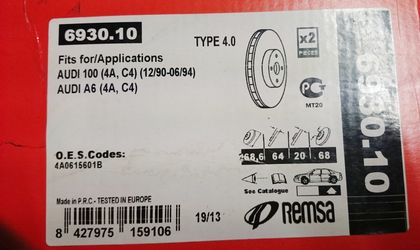 6930.10
TYPE 4.0
x2
PIECES
Fits for/Applications
AUDI 100 (4A, C4) (12/90-06/94)
AUDI A6 (4A, C4)
MT20
O.E.S.Codes:
4A0615601B
64 20 68
See Catalogue
Made in P.R.C - TESTED IN EUROPE
19/13
REMSA
8 427975 159106
6930.10